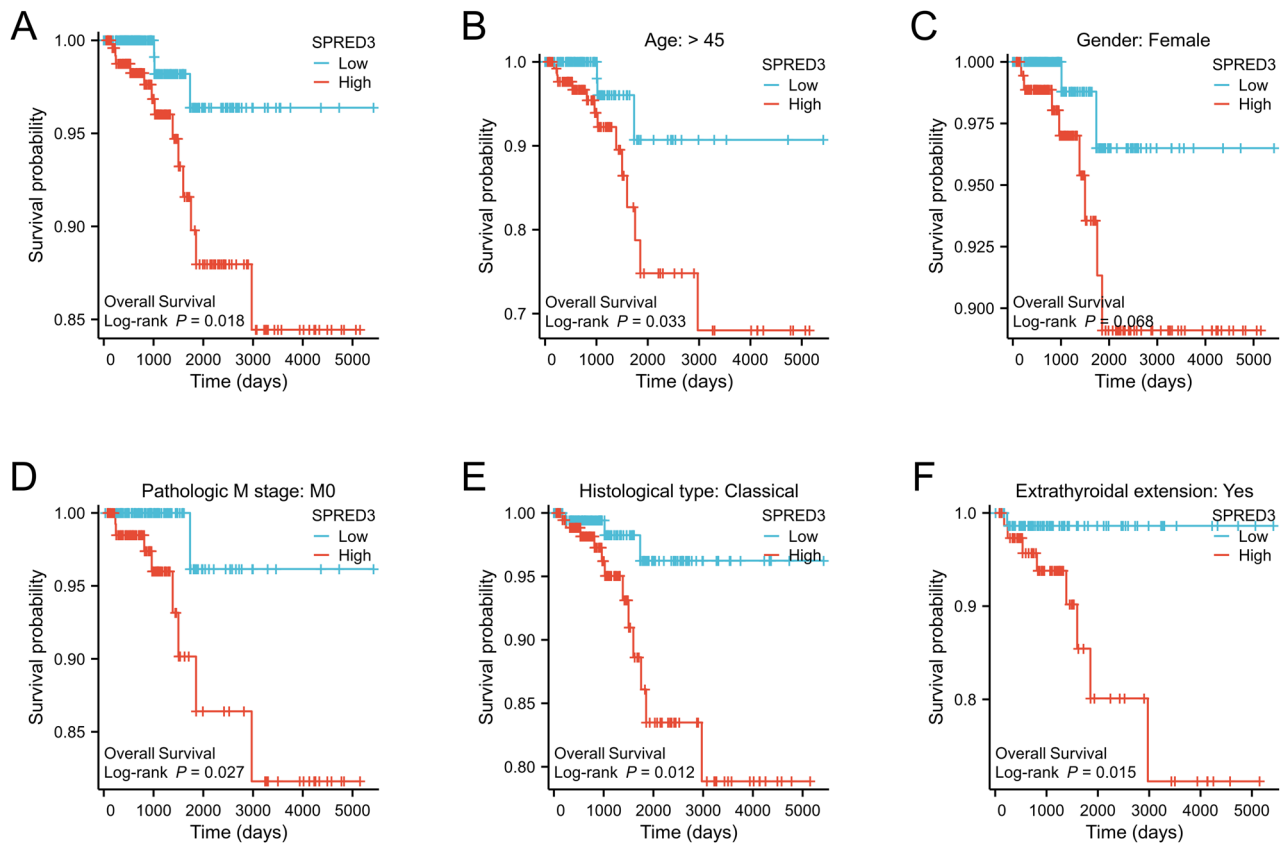 A
SPRED3
Low
High
1.00
0.95
0.90
0.85
Survival probability
Overall Survival
Log-rank P = 0.018
0 1000 2000 3000 4000 5000
Time (days)
B
Age: > 45
SPRED3
Low
High
1.0
0.9
0.8
0.7
Survival probability
Overall Survival
Log-rank P = 0.033
0 1000 2000 3000 4000 5000
Time (days)
C
Gender: Female
SPRED3
Low
High
1.000
0.975
0.950
0.925
0.900
Survival probability
Overall Survival
Log-rank P = 0.068
0 1000 2000 3000 4000 5000
Time (days)
D
Pathologic M stage: M0
SPRED3
Low
High
1.00
0.95
0.90
0.85
Survival probability
Overall Survival
Log-rank P = 0.027
0 1000 2000 3000 4000 5000
Time (days)
E
Histological type: Classical
SPRED3
Low
High
1.00
0.95
0.90
0.85
0.80
Survival probability
Overall Survival
Log-rank P = 0.012
0 1000 2000 3000 4000 5000
Time (days)
F
Extrathyroidal extension: Yes
SPRED3
Low
High
1.0
0.9
0.8
Survival probability
Overall Survival
Log-rank P = 0.015
0 1000 2000 3000 4000 5000
Time (days)